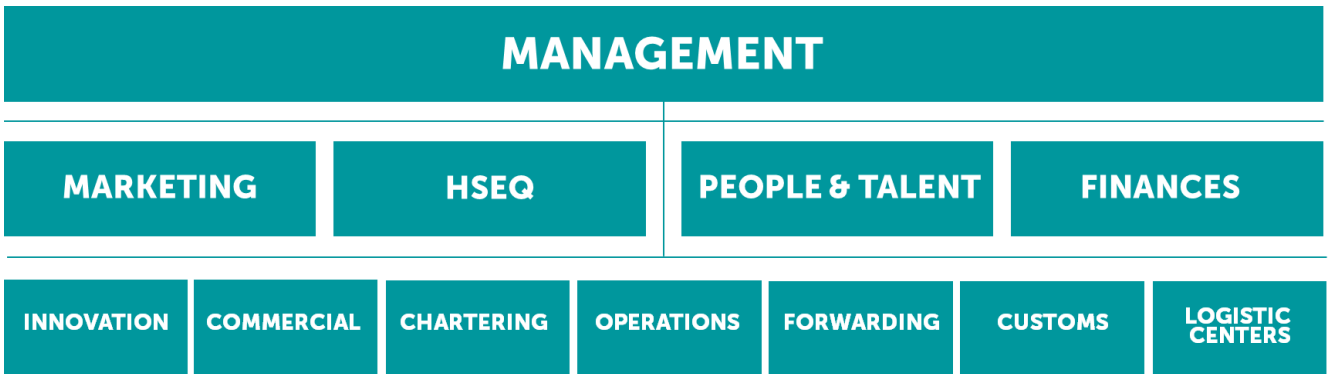 MANAGEMENT
MARKETING
HSEQ
PEOPLE & TALENT
FINANCES
INNOVATION
COMMERCIAL
CHARTERING
OPERATIONS
FORWARDING
CUSTOMS
LOGISTIC
CENTERS